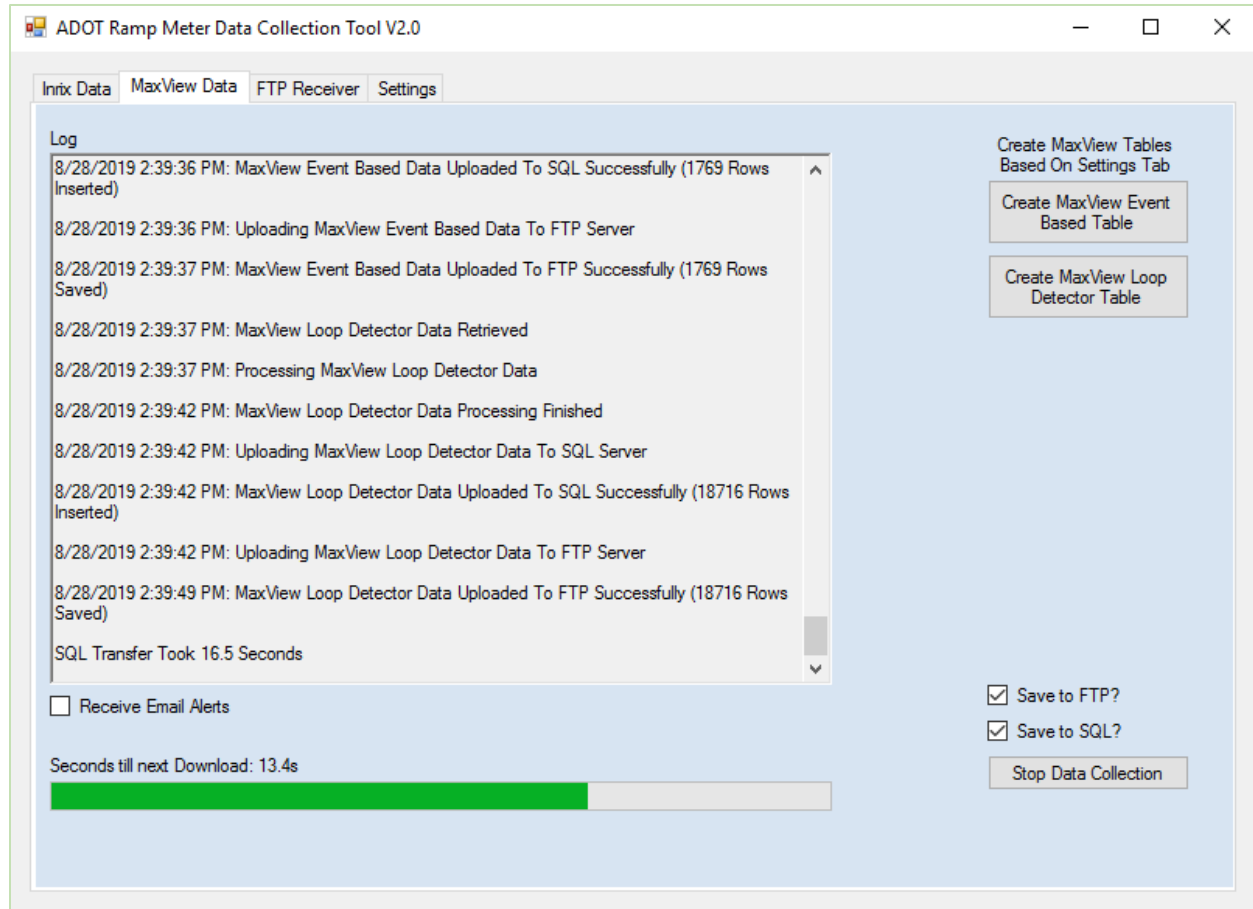 ADOT Ramp Meter Data Collection Tool V2.0
Inrix Data
MaxView Data
FTP Receiver
Settings
Log
8/28/2019 2:39:36 PM: MaxView Event Based Data Uploaded To SQL Successfully (1769 Rows
Inserted)
8/28/2019 2:39:36 PM: Uploading MaxView Event Based Data To FTP Server
8/28/2019 2:39:37 PM: MaxView Event Based Data Uploaded To FTP Successfully (1769 Rows
Saved)
8/28/2019 2:39:37 PM: MaxView Loop Detector Data Retrieved
8/28/2019 2:39:37 PM: Processing MaxView Loop Detector Data
8/28/2019 2:39:42 PM: MaxView Loop Detector Data Processing Finished
8/28/2019 2:39:42 PM: Uploading MaxView Loop Detector Data To SQL Server
8/28/2019 2:39:42 PM: MaxView Loop Detector Data Uploaded To SQL Successfully (18716 Rows
Inserted)
8/28/2019 2:39:42 PM: Uploading MaxView Loop Detector Data To FTP Server
8/28/2019 2:39:49 PM: MaxView Loop Detector Data Uploaded To FTP Successfully (18716 Rows
Saved)
SQL Transfer Took 16.5 Seconds
Receive Email Alerts
Seconds till next Download: 13.4s
Create MaxView Tables
Based On Settings Tab
Create MaxView Event
Based Table
Create MaxView Loop
Detector Table
Save to FTP?
Save to SQL?
Stop Data Collection